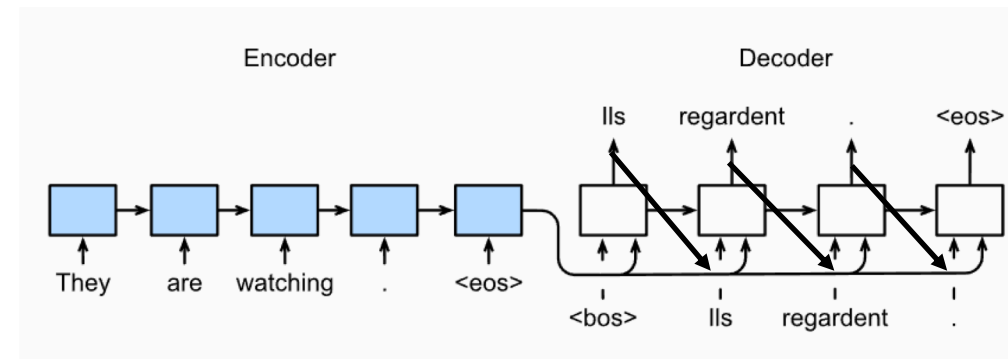 Encoder
Decoder
Ils regardent . <eos>
They are watching . <eos>
<bos> Ils regardent .